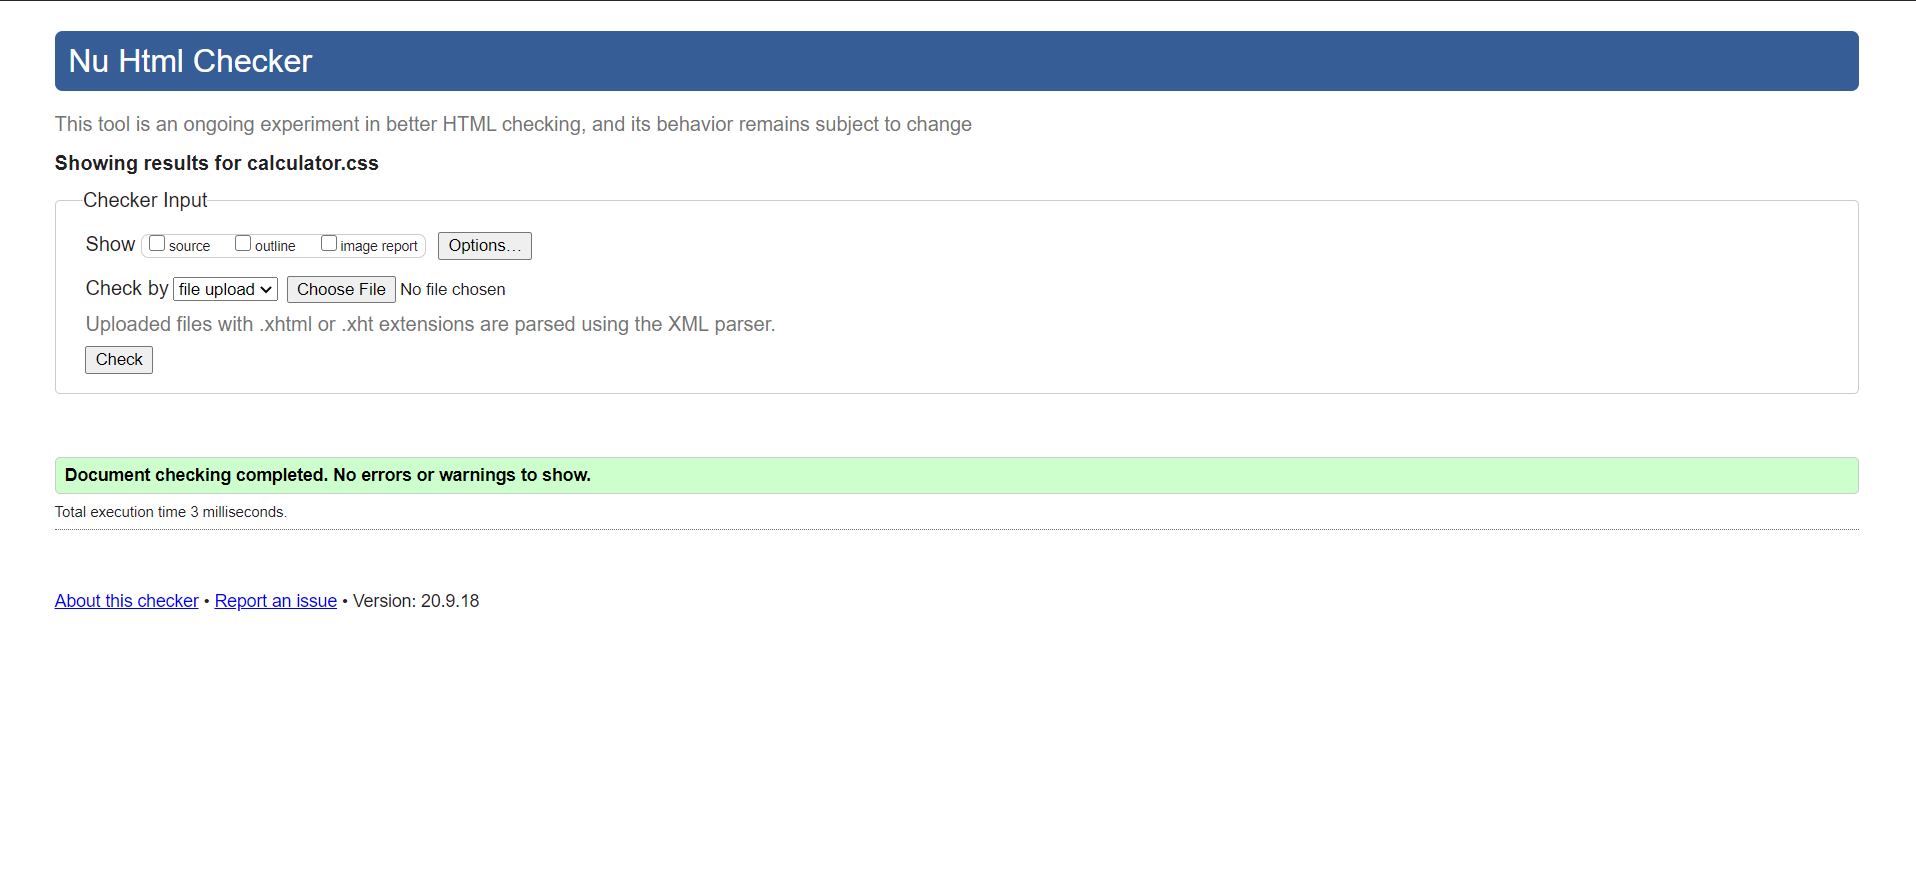 Nu Html Checker
This tool is an ongoing experiment in better HTML checking, and its behavior remains subject to change
Showing results for calculator.css
Checker Input
Show source outline image report Options...
Check by file upload Choose File No file chosen
Uploaded files with .xhtml or .xht extensions are parsed using the XML parser.
Check
Document checking completed. No errors or warnings to show.
Total execution time 3 milliseconds.
About this checker • Report an issue • Version: 20.9.18